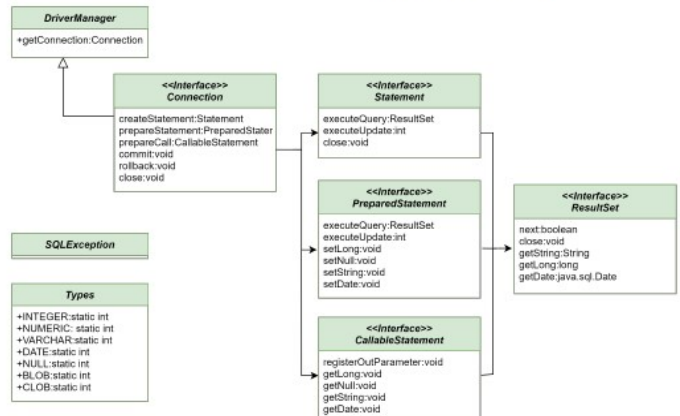 DriverManager
+getConnection:Connection
<<Interface>>
Connection
createStatement:Statement
prepareStatement:PreparedStater
prepareCall:CallableStatement
commit:void
rollback:void
close:void
<<Interface>>
Statement
executeQuery:ResultSet
executeUpdate:int
close:void
<<Interface>>
PreparedStatement
executeQuery:ResultSet
executeUpdate:int
setLong:void
setNull:void
setString:void
setDate:void
<<Interface>>
ResultSet
next:boolean
close:void
getString:String
getLong:long
getDate:java.sql.Date
SQLException
Types
+INTEGER:static int
+NUMERIC: static int
+VARCHAR:static int
+DATE:static int
+NULL:static int
+BLOB:static int
+CLOB:static int
<<Interface>>
CallableStatement
registerOutParameter:void
getLong:void
getNull:void
getString:void
getDate:void